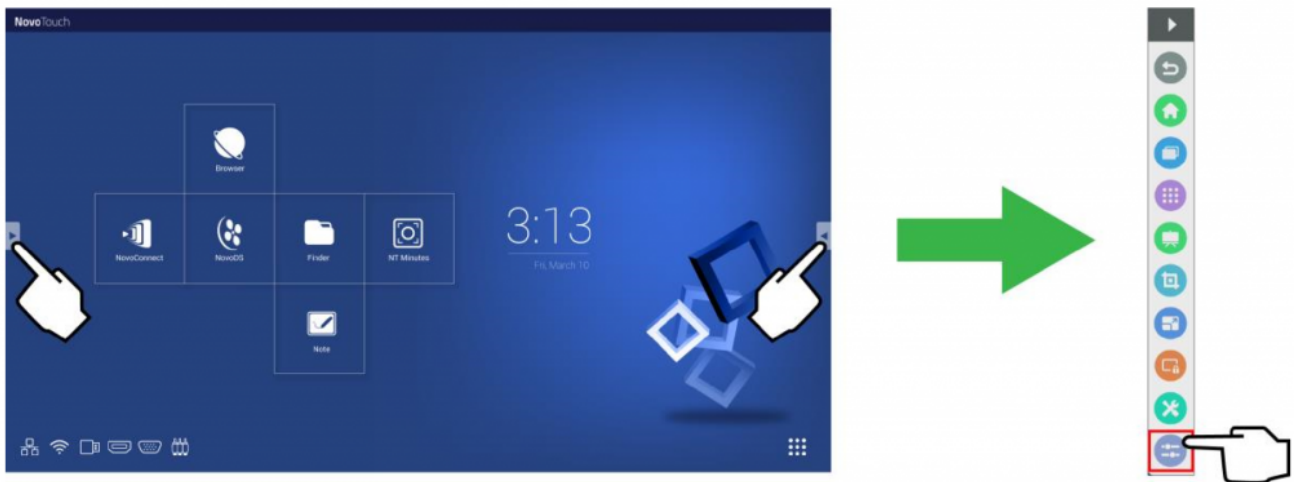 NovoTouch
Browser
NovoConnect
NovoDS
Finder
NT Minutes
3:13
Fri, March 10
Note